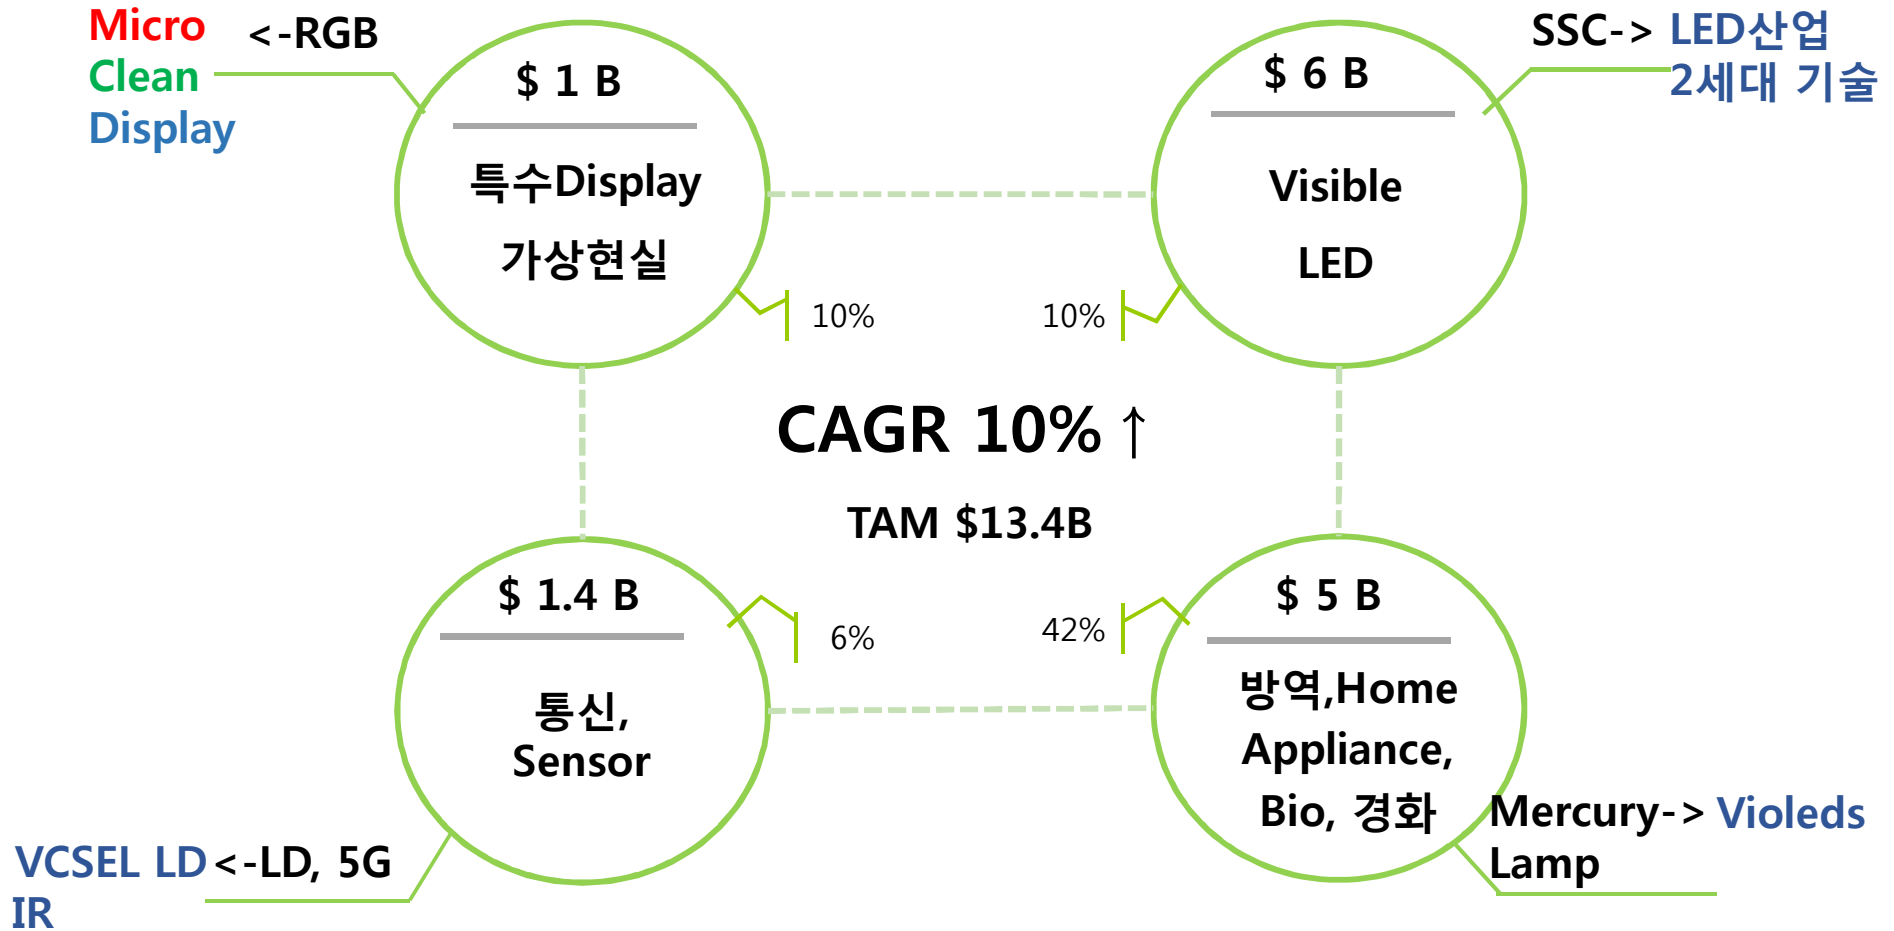 Micro
Clean
Display
<-RGB
$ 1 B
특수Display
가상현실
10%
$ 6 B
Visible
LED
10%
SSC-> LED산업
2세대 기술
CAGR 10%↑
TAM $13.4B
$ 1.4 B
통신,
Sensor
6%
VCSEL LD<-LD, 5G
IR
$ 5 B
방역,Home
Appliance,
Bio, 경화
42%
Mercury-> Violeds
Lamp